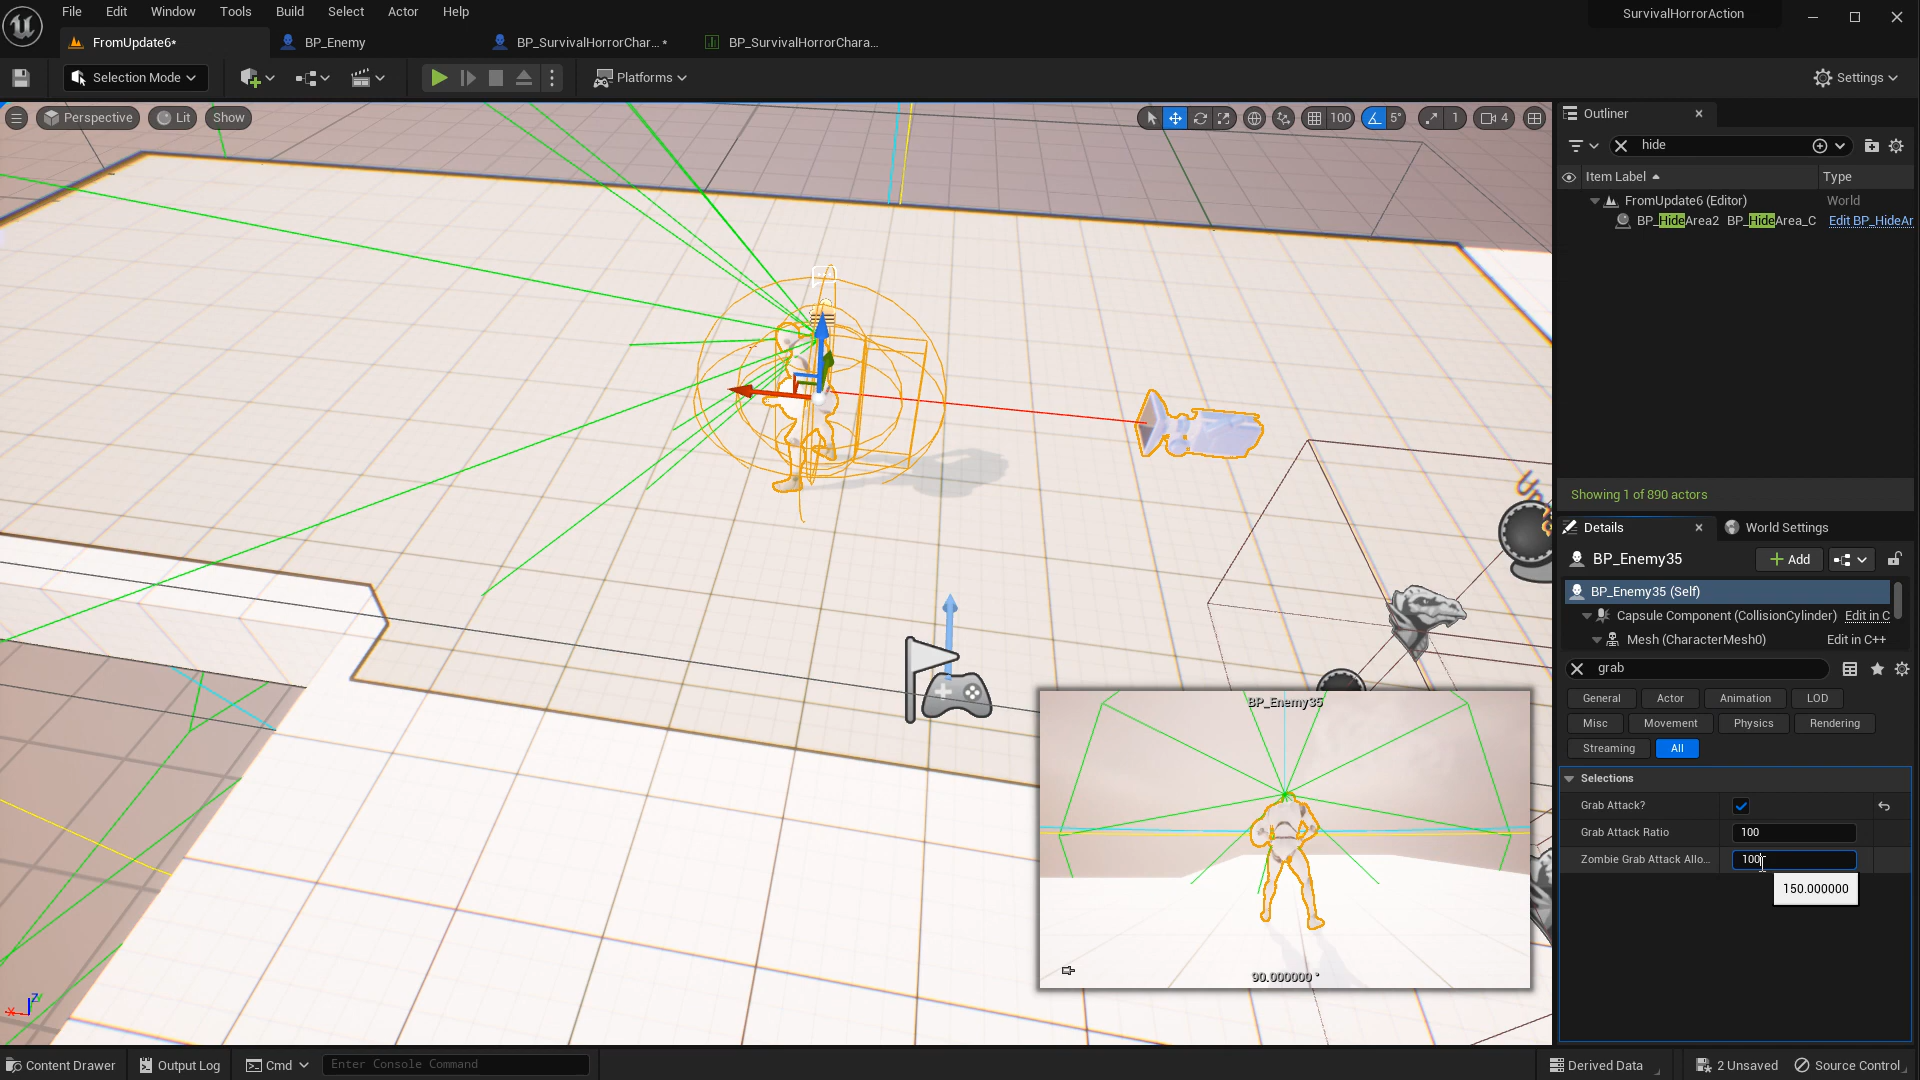 File Edit Window Tools Build Select Actor Help
SurvivalHorrorAction
FromUpdate6*
BP_Enemy
BP_SurvivalHorrorChar... *
BP_SurvivalHorrorChara...
Selection Mode
Platforms
Settings
Perspective
Lit
Show
100
5°
1
4
Outliner
hide
Item Label
Type
FromUpdate6 (Editor)
World
BP_HideArea2 BP_HideArea_C
Edit BP_HideAr
Showing 1 of 890 actors
Details
World Settings
BP_Enemy35
Add
BP_Enemy35 (Self)
Capsule Component (CollisionCylinder)
Edit in C
Mesh (CharacterMesh0)
Edit in C++
grab
General
Actor
Animation
LOD
Misc
Movement
Physics
Rendering
Streaming
All
Selections
Grab Attack?
Grab Attack Ratio
100
Zombie Grab Attack Allo...
100
150.000000
BP_Enemy35
90.000000 °
Z
X
Content Drawer
Output Log
Cmd
Enter Console Command
Derived Data
2 Unsaved
Source Control